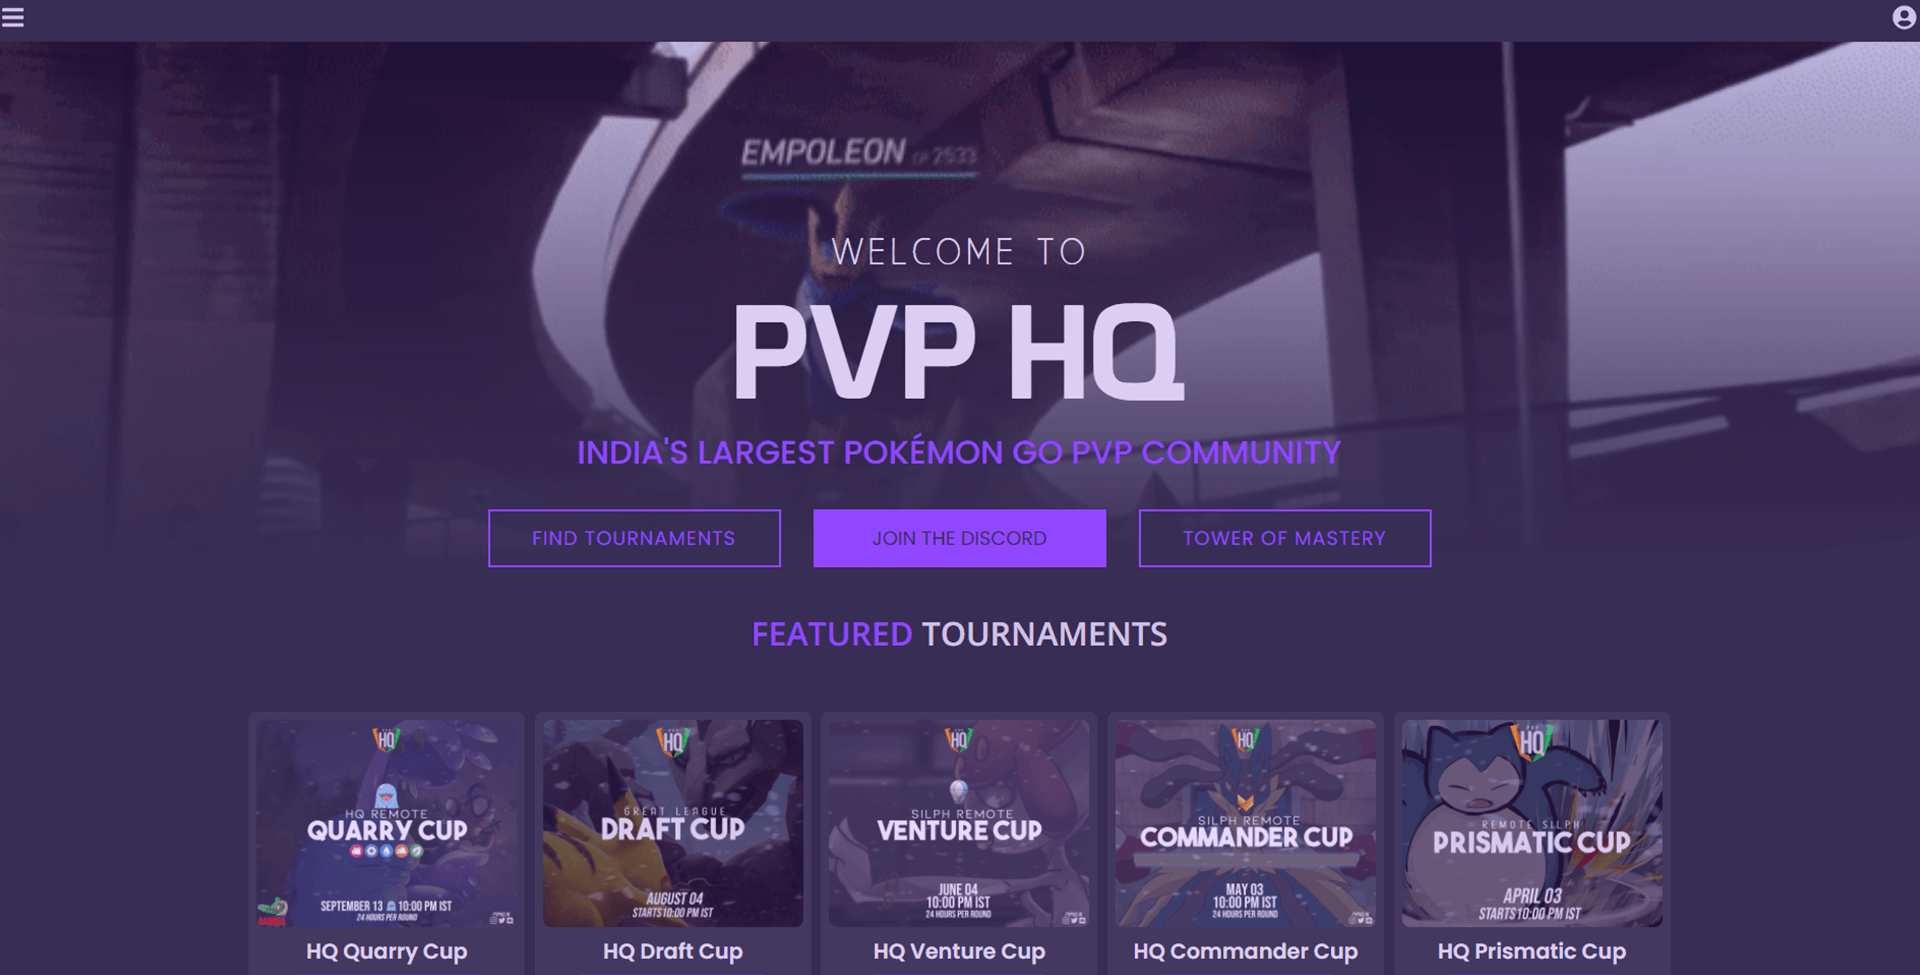 EMPOLEON CP 2533
WELCOME TO
PVP HQ
INDIA'S LARGEST POKÉMON GO PVP COMMUNITY
FIND TOURNAMENTS
JOIN THE DISCORD
TOWER OF MASTERY
FEATURED TOURNAMENTS
HQ
HQ REMOTE
QUARRY CUP
SEPTEMBER 13 10:00 PM IST
24 HOURS PER ROUND
HQ Quarry Cup
HQ
GREAT LEAGUE
DRAFT CUP
AUGUST 04
STARTS 10:00 PM IST
HQ Draft Cup
HQ
SILPH REMOTE
VENTURE CUP
JUNE 04
10:00 PM IST
24 HOURS PER ROUND
HQ Venture Cup
HQ
SILPH REMOTE
COMMANDER CUP
MAY 03
10:00 PM IST
24 HOURS PER ROUND
HQ Commander Cup
HQ
REMOTE SILPH
PRISMATIC CUP
APRIL 03
STARTS 10:00 PM IST
HQ Prismatic Cup